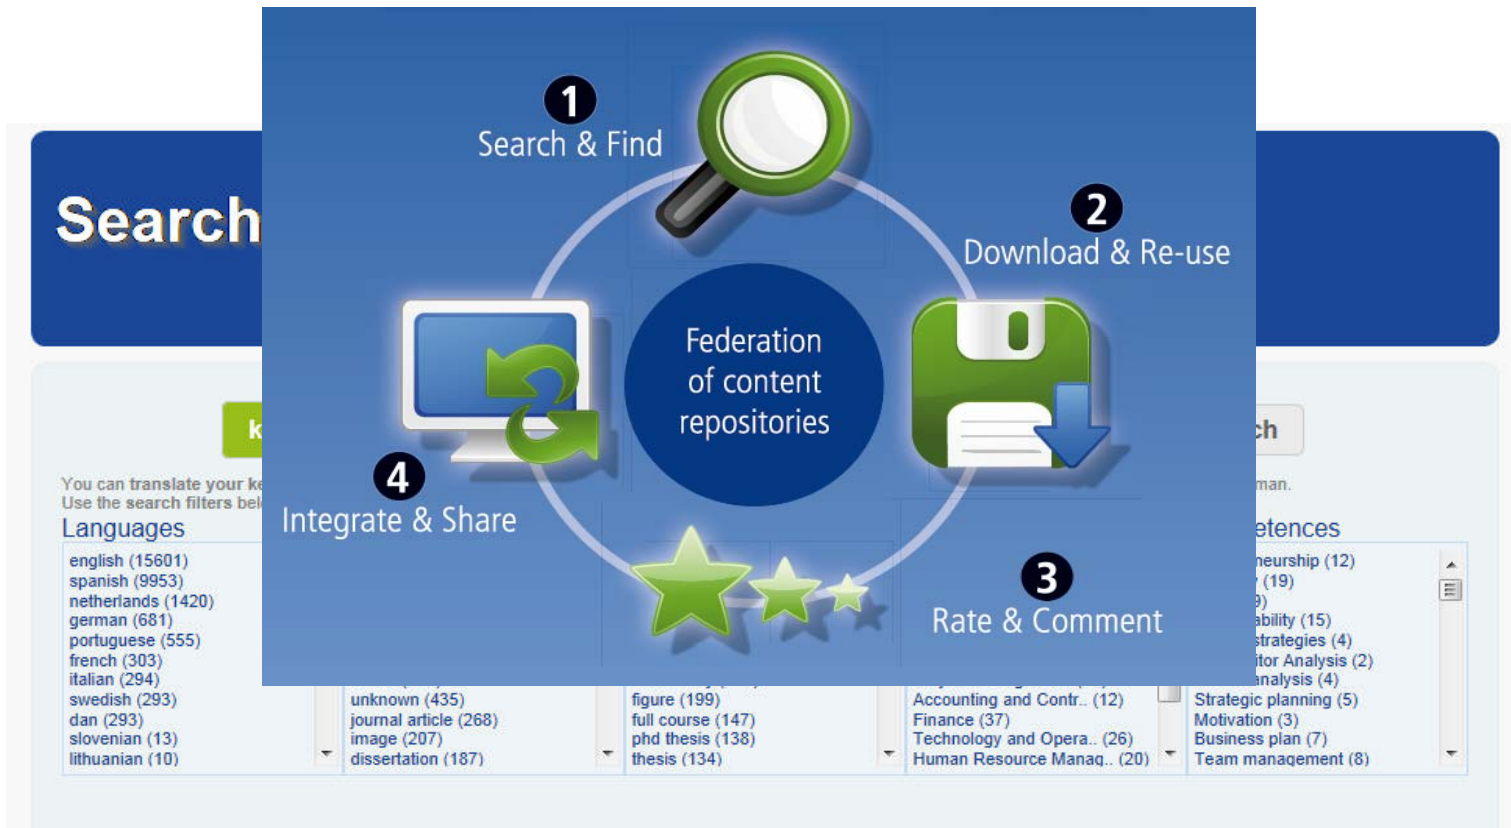 1
Search & Find
2
Download & Re-use
Federation
of content
repositories
4
Integrate & Share
3
Rate & Comment
Search
You can translate your
Use the search filters
man.
Languages
english (15601)
spanish (9953)
netherlands (1420)
german (681)
portuguese (555)
french (303)
italian (294)
swedish (293)
dan (293)
slovenian (13)
lithuanian (10)
unknown (435)
journal article (268)
image (207)
dissertation (187)
figure (199)
full course (147)
phd thesis (138)
thesis (134)
Accounting and Contr.. (12)
Finance (37)
Technology and Opera.. (26)
Human Resource Manag.. (20)
etences
neurship (12)
(19)
9)
ability (15)
strategies (4)
itor Analysis (2)
analysis (4)
Strategic planning (5)
Motivation (3)
Business plan (7)
Team management (8)